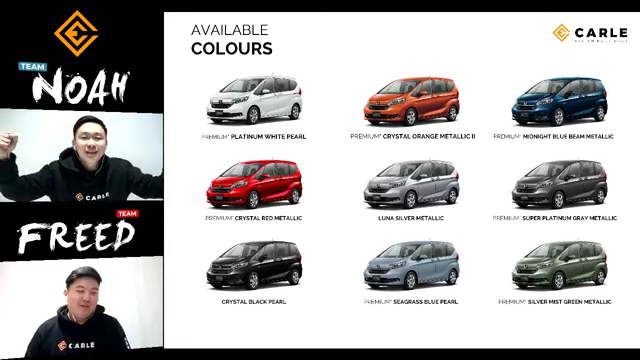 TEAM
NOAH
CARLE
TEAM
FREED
CARLE
AVAILABLE
COLOURS
CARLE
PREMIUM* PLATINUM WHITE PEARL
PREMIUM* CRYSTAL ORANGE METALLIC II
PREMIUM* MIDNIGHT BLUE BEAM METALLIC
PREMIUM* CRYSTAL RED METALLIC
LUNA SILVER METALLIC
PREMIUM* SUPER PLATINUM GRAY METALLIC
CRYSTAL BLACK PEARL
PREMIUM* SEAGRASS BLUE PEARL
PREMIUM* SILVER MIST GREEN METALLIC